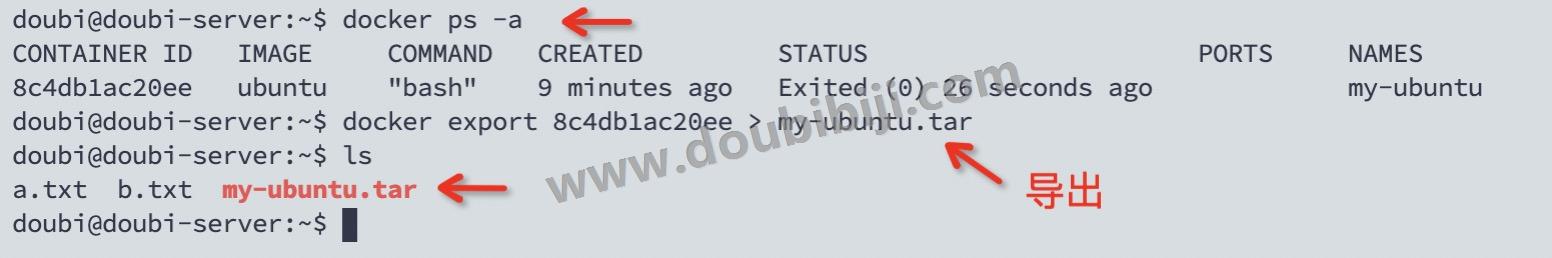 doubi@doubi-server:~$ docker ps -a
CONTAINER ID   IMAGE     COMMAND   CREATED         STATUS                      PORTS     NAMES
8c4db1ac20ee   ubuntu    "bash"    9 minutes ago   Exited (0) 26 seconds ago             my-ubuntu
doubi@doubi-server:~$ docker export 8c4db1ac20ee > my-ubuntu.tar
doubi@doubi-server:~$ ls
a.txt  b.txt  my-ubuntu.tar
导出
doubi@doubi-server:~$
www.doubibiji.com